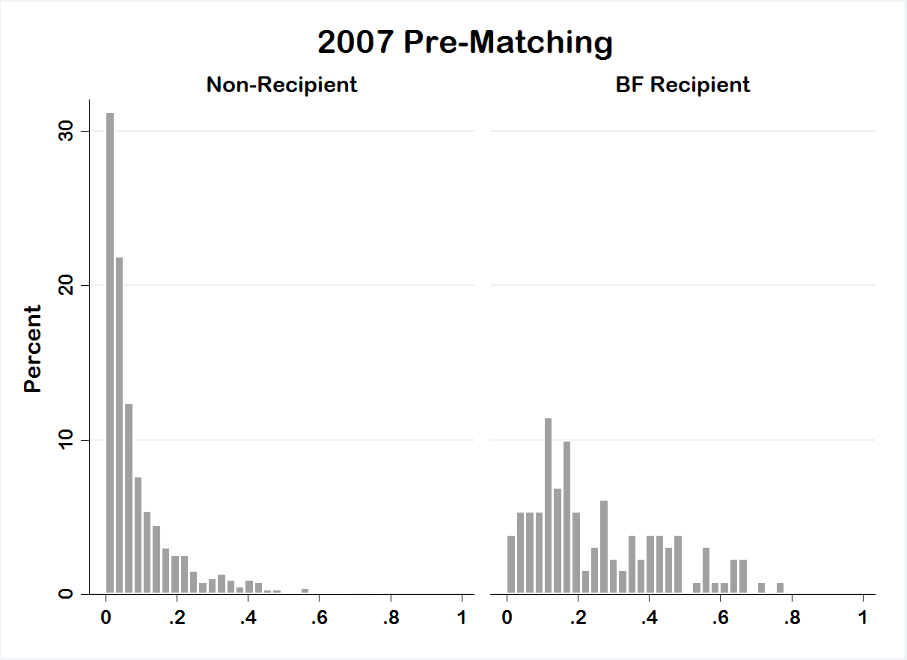 2007 Pre-Matching
Non-Recipient BF Recipient
Percent
30
20
10
0
0 .2 .4 .6 .8 1 0 .2 .4 .6 .8 1